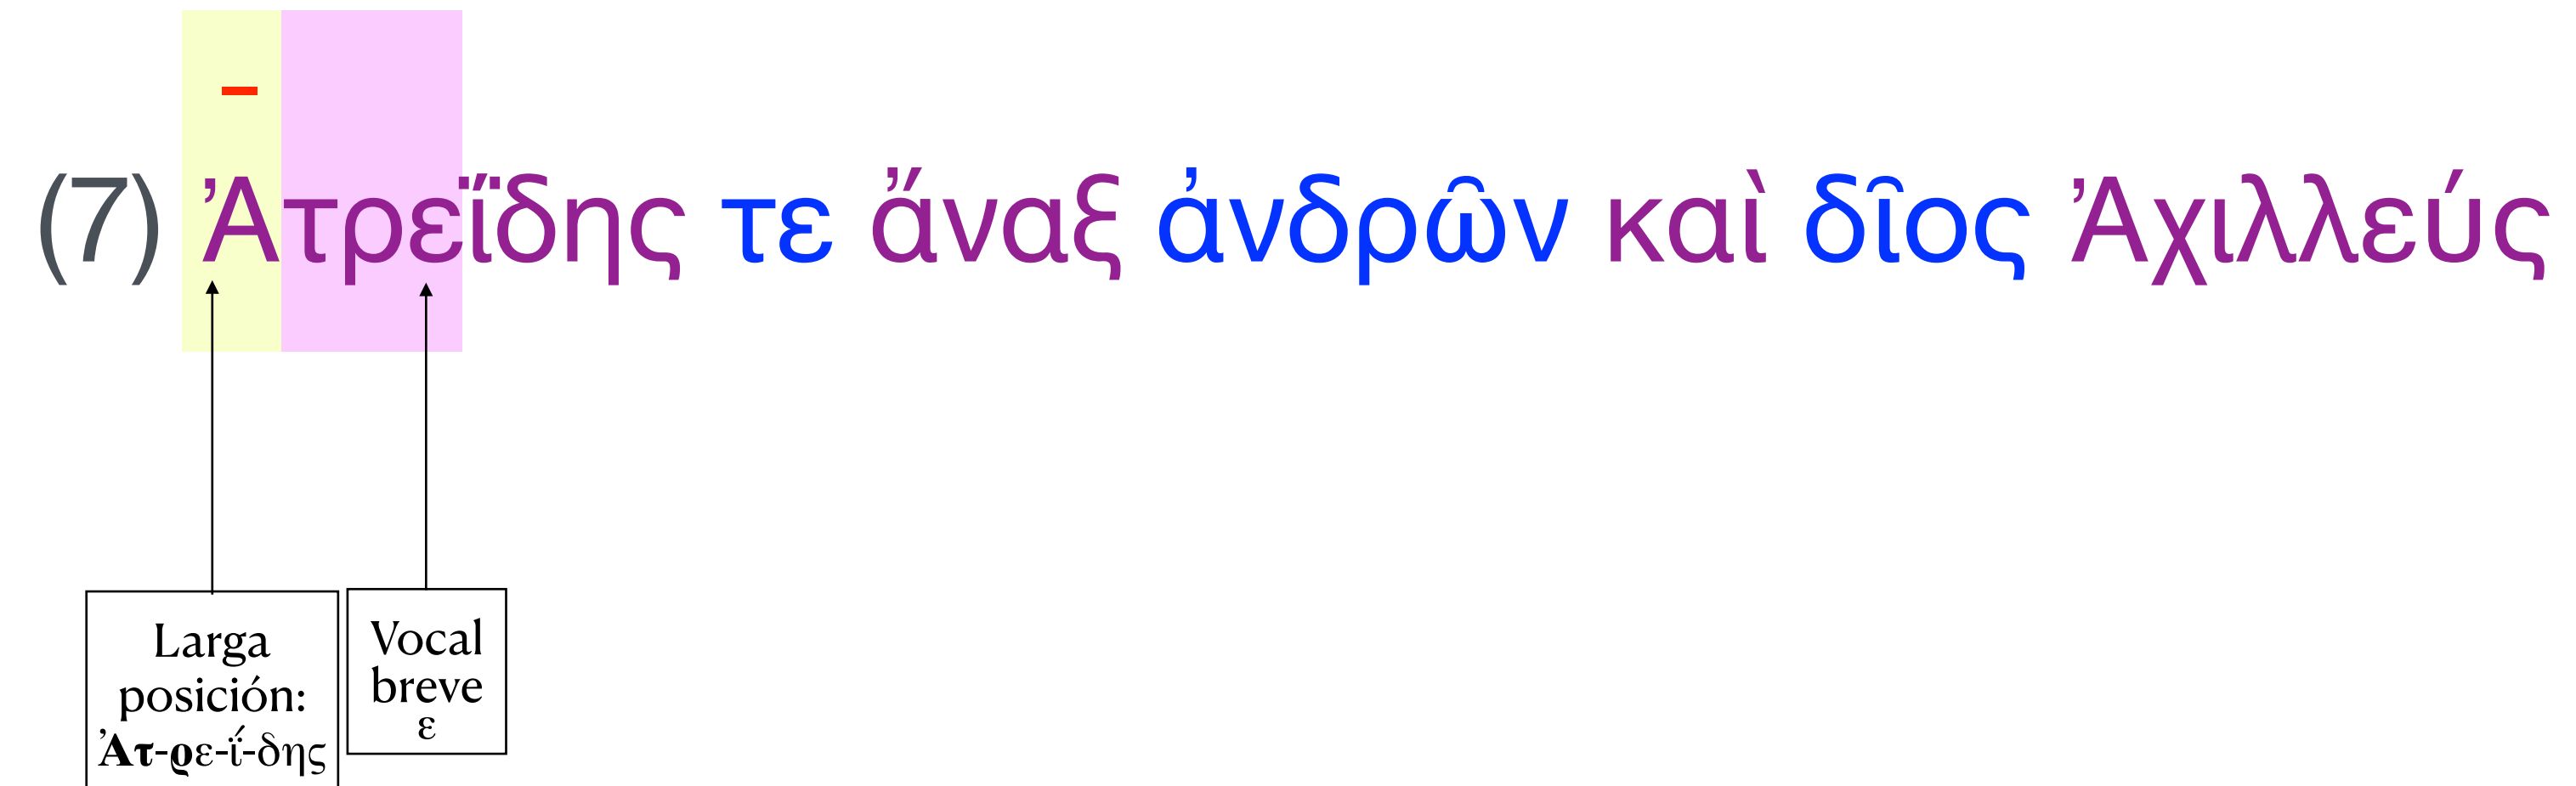 (7) Ἀτρεΐδης τε ἄναξ ἀνδρῶν καὶ δῖος Ἀχιλλεύς
Larga
posición:
Ἀτ-ρε-ΐ-δης
Vocal
breve
ε